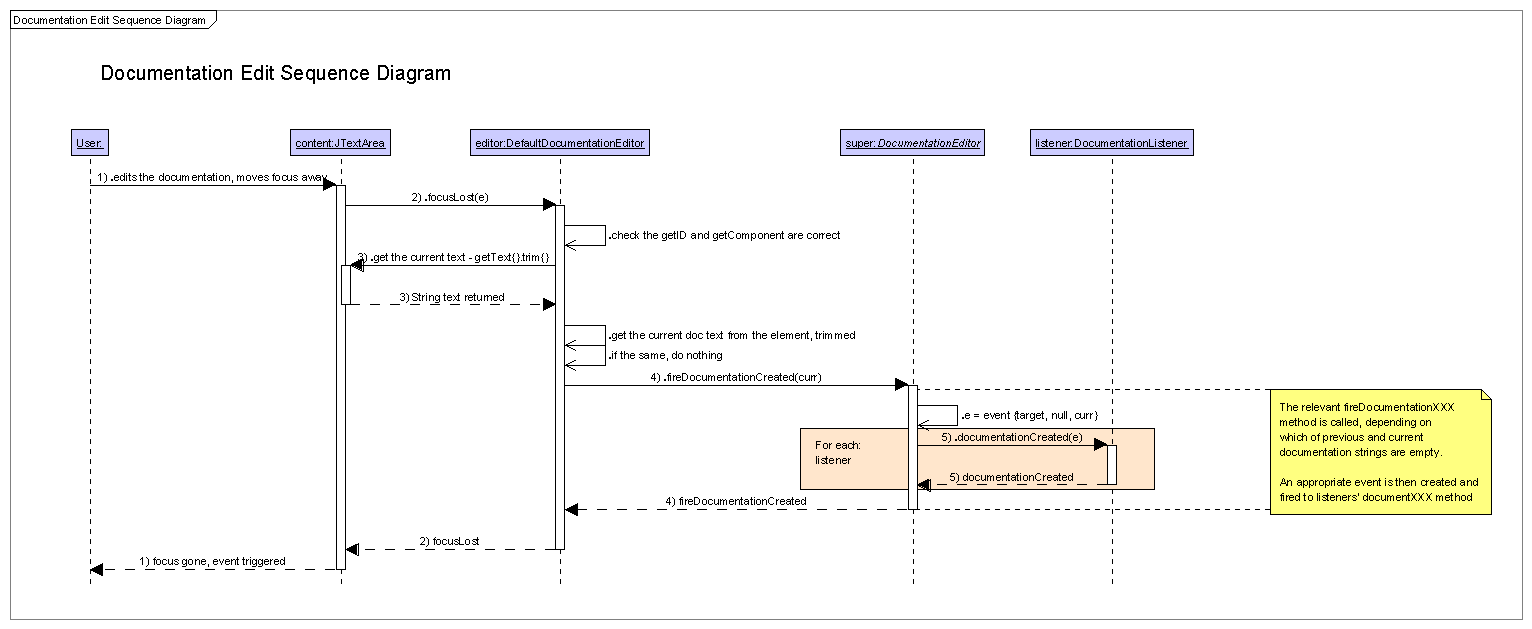 Documentation Edit Sequence Diagram
Documentation Edit Sequence Diagram
User:
content:JTextArea
editor:DefaultDocumentationEditor
super:DocumentationEditor
listener:DocumentationListener
1) .edits the documentation, moves focus away
2) .focusLost(e)
.check the getID and getComponent are correct
3) .get the current text - getText{}.trim{}
3) String text returned
.get the current doc text from the element, trimmed
.if the same, do nothing
4) .fireDocumentationCreated(curr)
.e = event {target, null, curr}
For each:
listener
5) .documentationCreated(e)
5) documentationCreated
4) fireDocumentationCreated
2) focusLost
1) focus gone, event triggered
The relevant fireDocumentationXXX
method is called, depending on
which of previous and current
documentation strings are empty.
An appropriate event is then created and
fired to listeners' documentXXX method